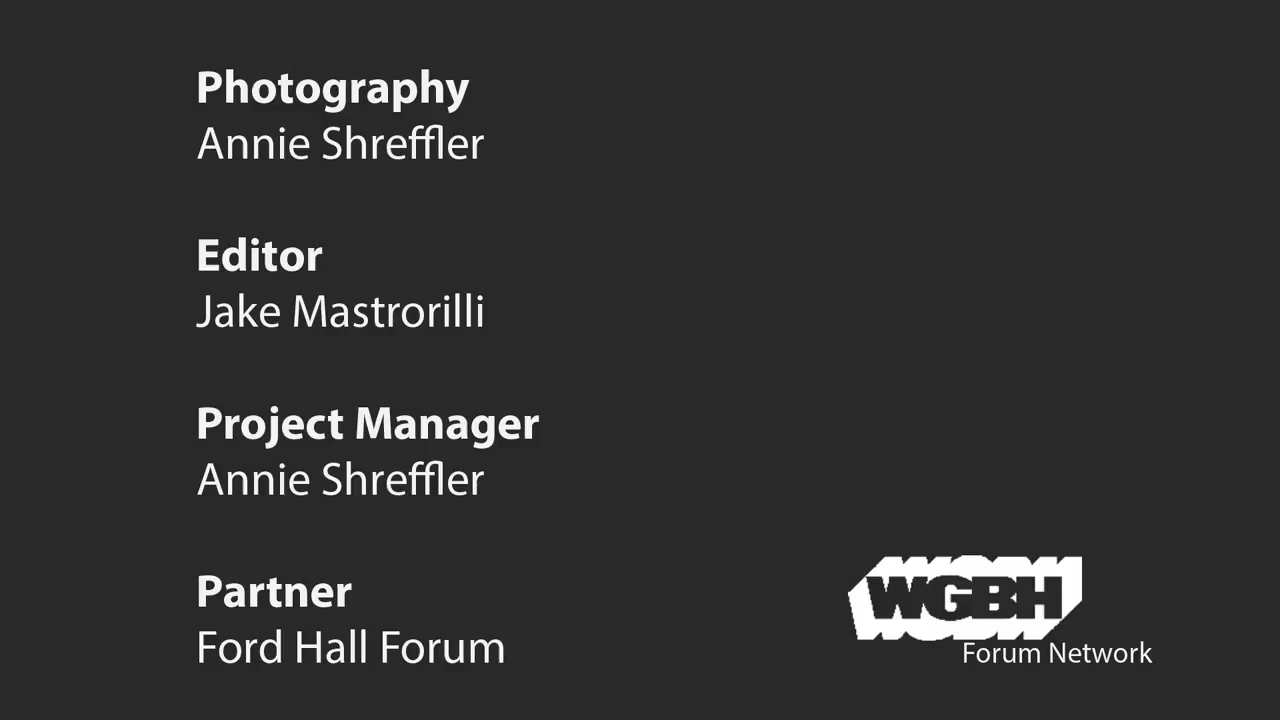 Photography
Annie Shreffler
Editor
Jake Mastrorilli
Project Manager
Annie Shreffler
Partner
Ford Hall Forum
WGBH
Forum Network